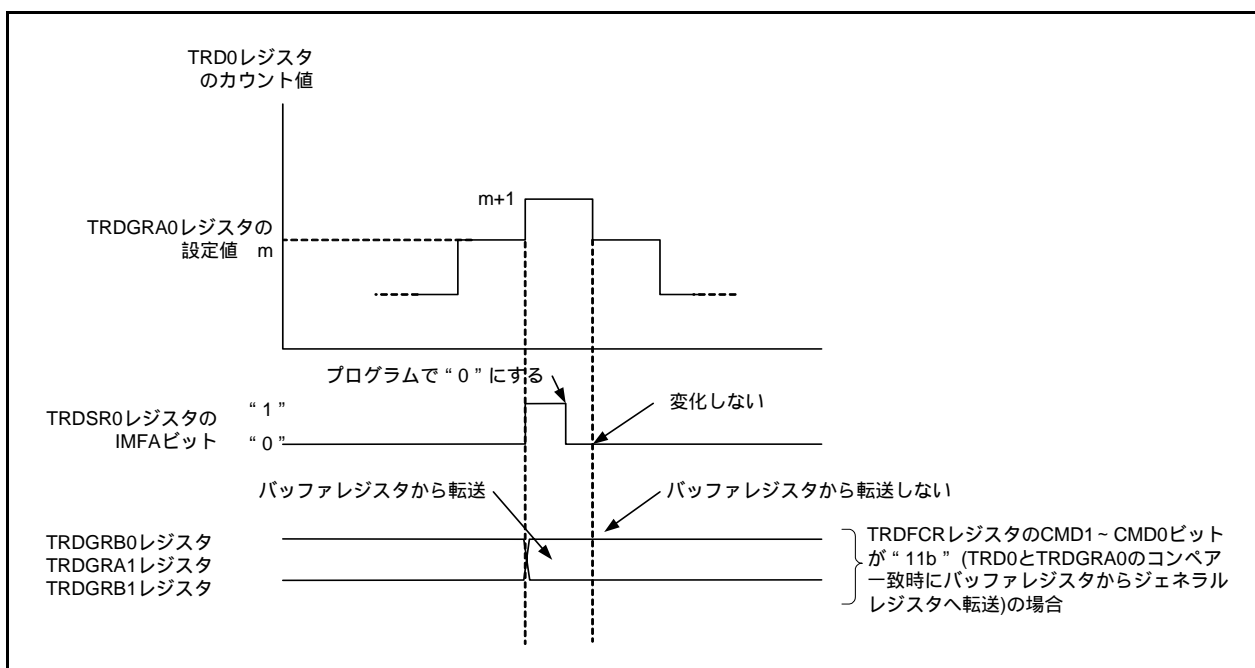 TRD0レジスタ
のカウント値
m+1
TRDGRA0レジスタの
設定値 m
プログラムで“0”にする
変化しない
TRDSR0レジスタの
IMFAビット
“1”
“0”
バッファレジスタから転送
バッファレジスタから転送しない
TRDGRB0レジスタ
TRDGRA1レジスタ
TRDGRB1レジスタ
TRDFCRレジスタのCMD1~CMD0ビット
が“11b”(TRD0とTRDGRA0のコンペア
一致時にバッファレジスタからジェネラル
レジスタへ転送)の場合